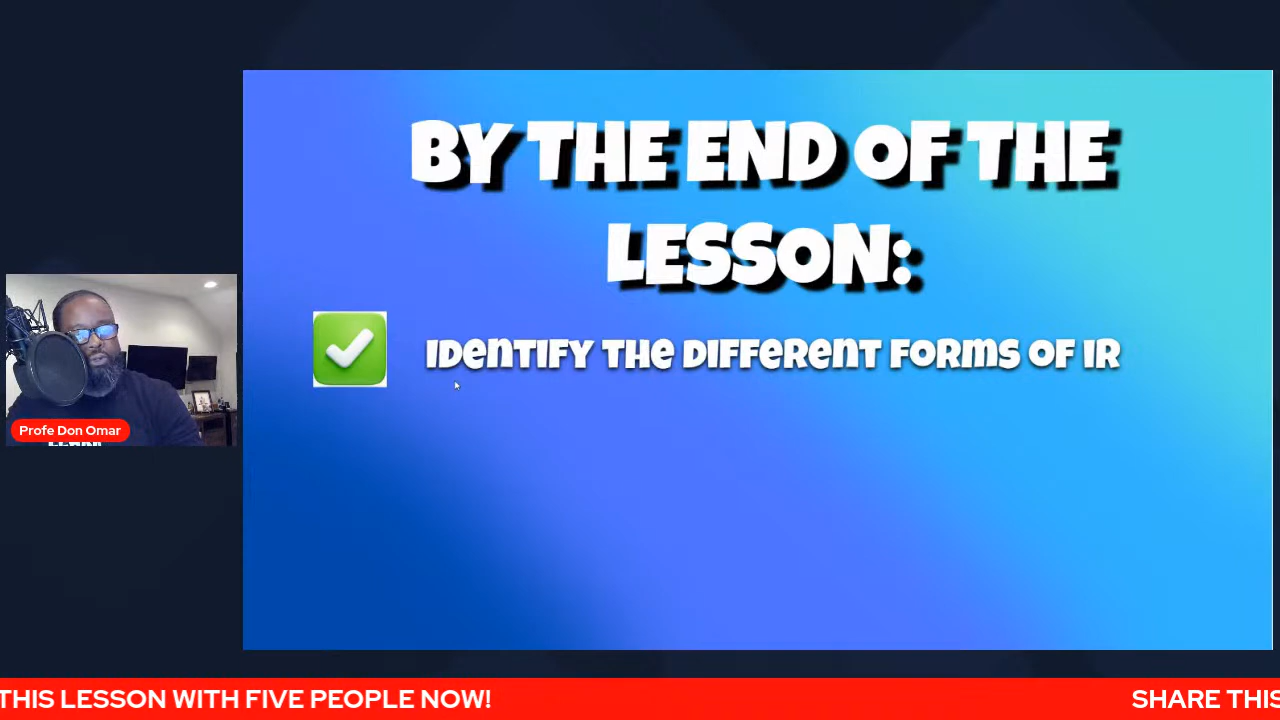 BY THE END OF THE
LESSON:
IDENTIFY THE DIFFERENT FORMS OF IR
Profe Don Omar
THIS LESSON WITH FIVE PEOPLE NOW!
SHARE THIS